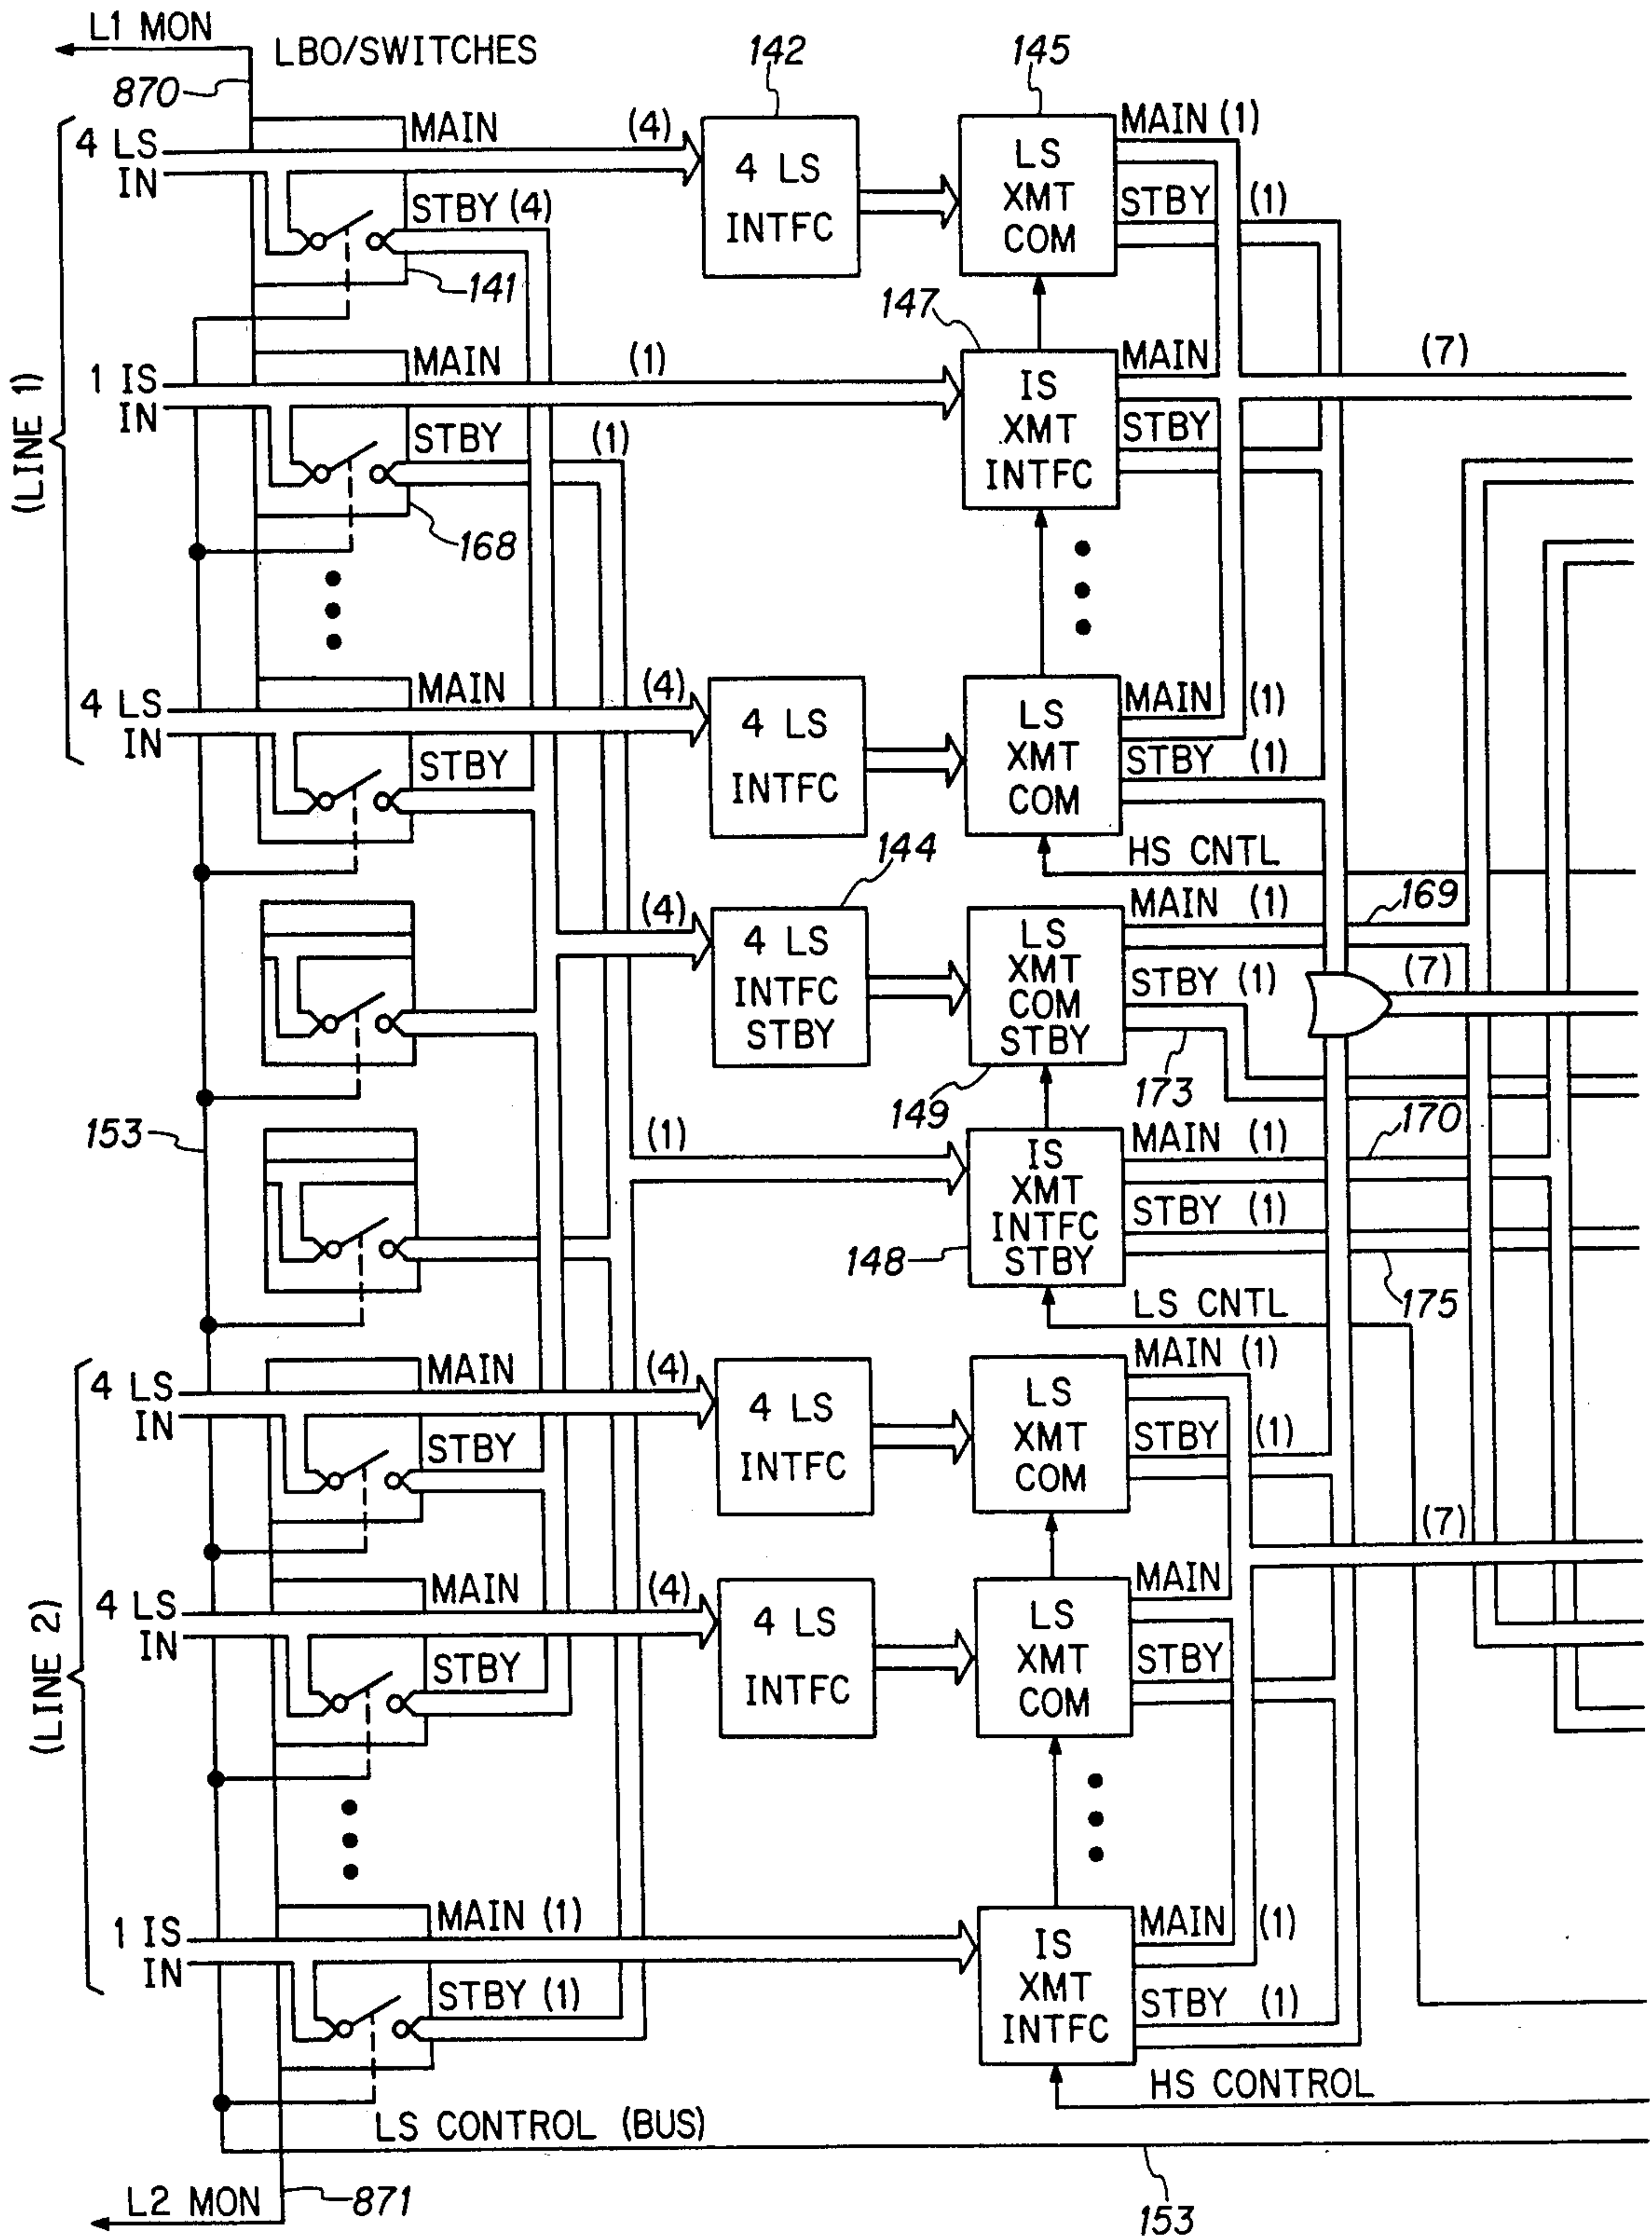 L1 MON
LBO/SWITCHES
870
142
145
4 LS
IN
MAIN
(4)
4 LS
INTFC
LS
XMT
COM
MAIN (1)
STBY (4)
STBY (1)
141
147
(LINE 1)
1 IS
IN
MAIN
(1)
IS
XMT
INTFC
MAIN
(7)
STBY
(1)
STBY
168
4 LS
IN
MAIN
(4)
4 LS
INTFC
LS
XMT
COM
MAIN (1)
STBY
STBY (1)
144
HS CNTL
(4)
4 LS
INTFC
STBY
LS
XMT
COM
STBY
MAIN (1)
169
STBY (1)
(7)
149
173
153
(1)
IS
XMT
INTFC
STBY
MAIN (1)
170
STBY (1)
148
175
LS CNTL
(LINE 2)
4 LS
IN
MAIN
(4)
4 LS
INTFC
LS
XMT
COM
MAIN (1)
STBY
STBY (1)
(7)
4 LS
IN
MAIN
(4)
4 LS
INTFC
LS
XMT
COM
MAIN
STBY
STBY
1 IS
IN
MAIN (1)
IS
XMT
INTFC
MAIN (1)
STBY (1)
STBY (1)
HS CONTROL
LS CONTROL (BUS)
L2 MON
871
153